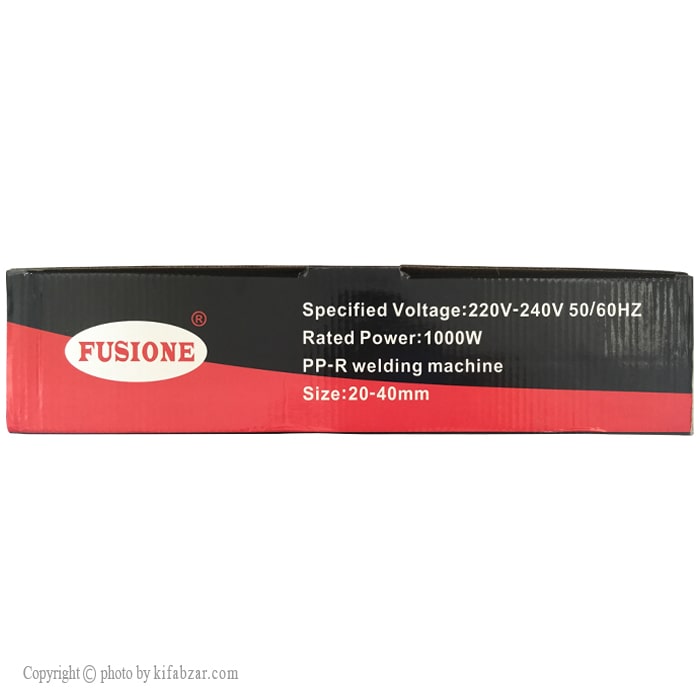 FUSIONE
®
Specified Voltage:220V-240V 50/60HZ
Rated Power:1000W
PP-R welding machine
Size:20-40mm
Copyright © photo by kifabzar.com